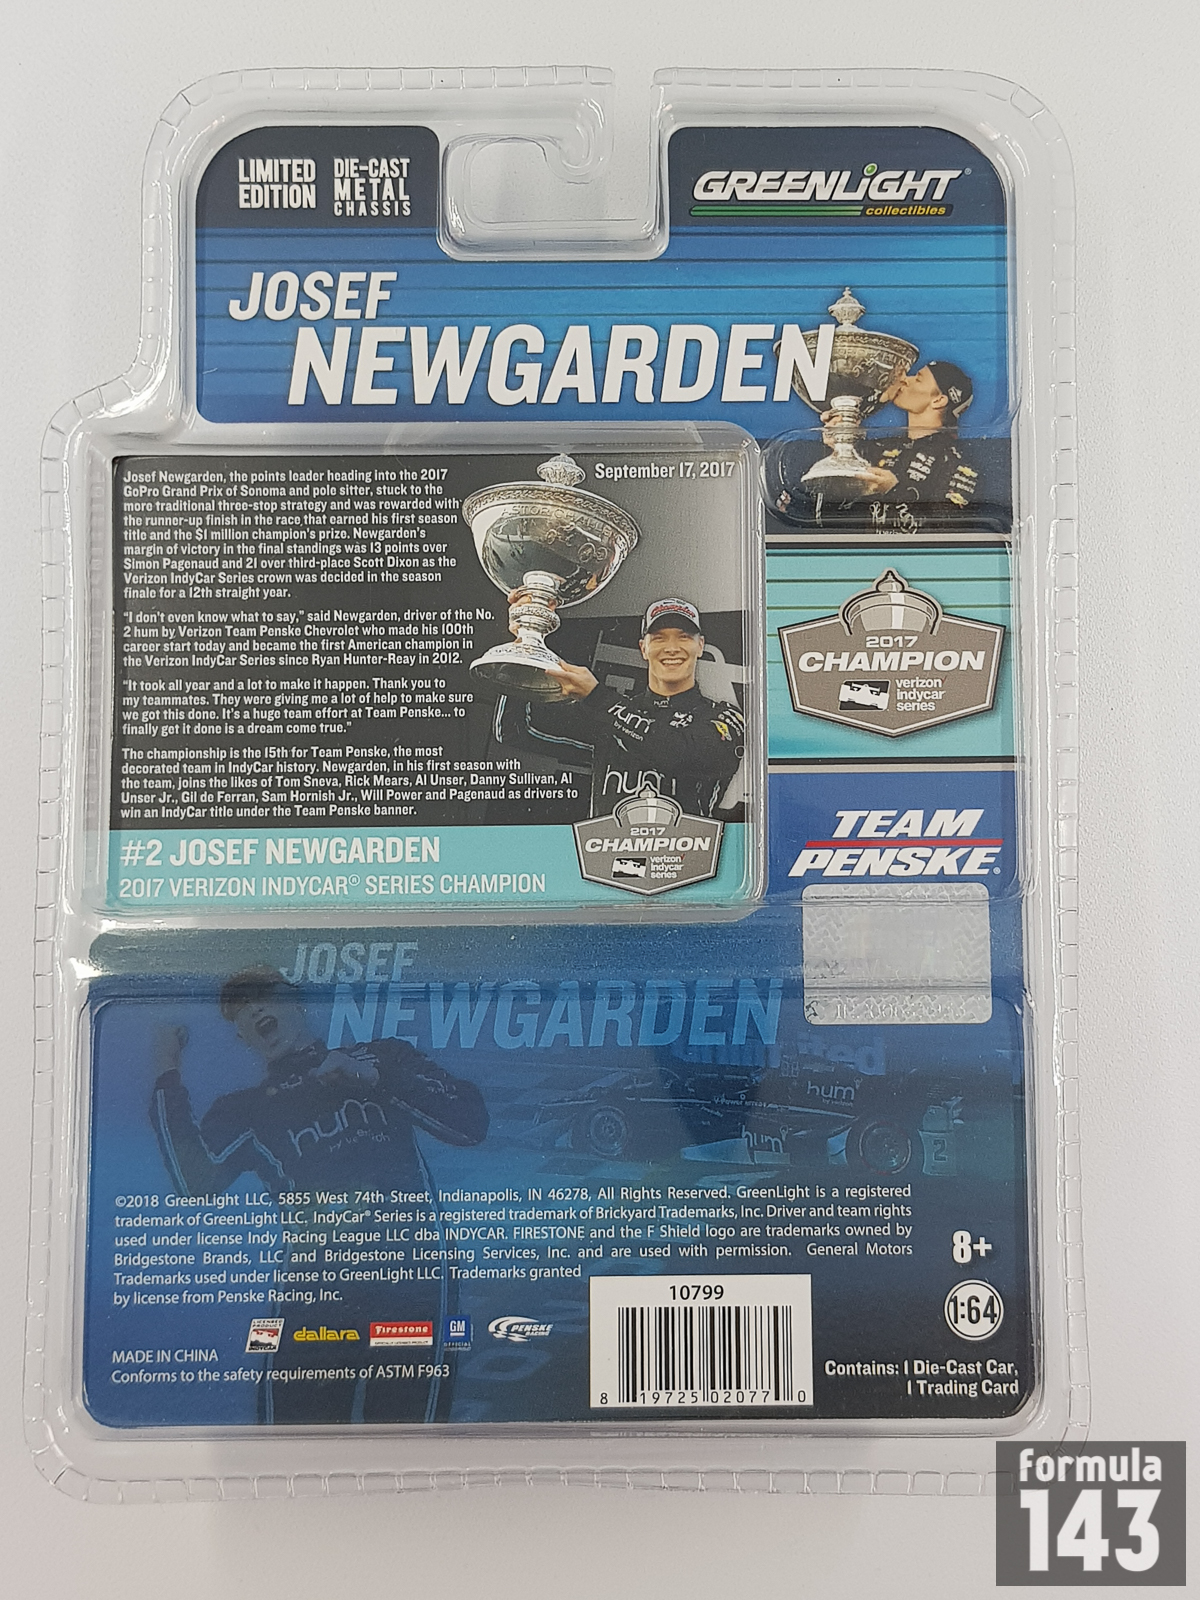 LIMITED
EDITION
DIE-CAST
METAL
CHASSIS
GREENLiGHT®
collectibles
JOSEF
NEWGARDEN
September 17, 2017
Josef Newgarden, the points leader heading into the 2017
GoPro Grand Prix of Sonoma and pole sitter, stuck to the
more traditional three-stop strategy and was rewarded with
the runner-up finish in the race that earned his first season
title and the $1 million champion's prize. Newgarden's
margin of victory in the final standings was 13 points over
Simon Pagenaud and 21 over third-place Scott Dixon as the
Verizon IndyCar Series crown was decided in the season
finale for a 12th straight year.
"I don't even know what to say," said Newgarden, driver of the No.
2 hum by Verizon Team Penske Chevrolet who made his 100th
career start today and became the first American champion in
the Verizon IndyCar Series since Ryan Hunter-Reay in 2012.
"It took all year and a lot to make it happen. Thank you to
my teammates. They were giving me a lot of help to make sure
we got this done. It's a huge team effort at Team Penske... to
finally get it done is a dream come true."
The championship is the 15th for Team Penske, the most
decorated team in IndyCar history. Newgarden, in his first season with
the team, joins the likes of Tom Sneva, Rick Mears, Al Unser, Danny Sullivan, Al
Unser Jr., Gil de Ferran, Sam Hornish Jr., Will Power and Pagenaud as drivers to
win an IndyCar title under the Team Penske banner.
hum
by verizon
hum
2017
CHAMPION
verizon
indycar
series
#2 JOSEF NEWGARDEN
2017 VERIZON INDYCAR® SERIES CHAMPION
2017
CHAMPION
verizon
indycar
series
TEAM
PENSKE®
JOSEF
NEWGARDEN
hum
by verizon
hum
by verizon
hum
2
©2018 GreenLight LLC, 5855 West 74th Street, Indianapolis, IN 46278, All Rights Reserved. GreenLight is a registered
trademark of GreenLight LLC. IndyCar® Series is a registered trademark of Brickyard Trademarks, Inc. Driver and team rights
used under license Indy Racing League LLC dba INDYCAR. FIRESTONE and the F Shield logo are trademarks owned by
Bridgestone Brands, LLC and Bridgestone Licensing Services, Inc. and are used with permission. General Motors
Trademarks used under license to GreenLight LLC. Trademarks granted
by license from Penske Racing, Inc.
8+
1:64
LICENSED
PRODUCT
INDYCAR
dallara
Firestone
GM
OFFICIAL
PENSKE
RACING
MADE IN CHINA
Conforms to the safety requirements of ASTM F963
10799
8 19725 02077 0
Contains: 1 Die-Cast Car,
1 Trading Card
formula
143